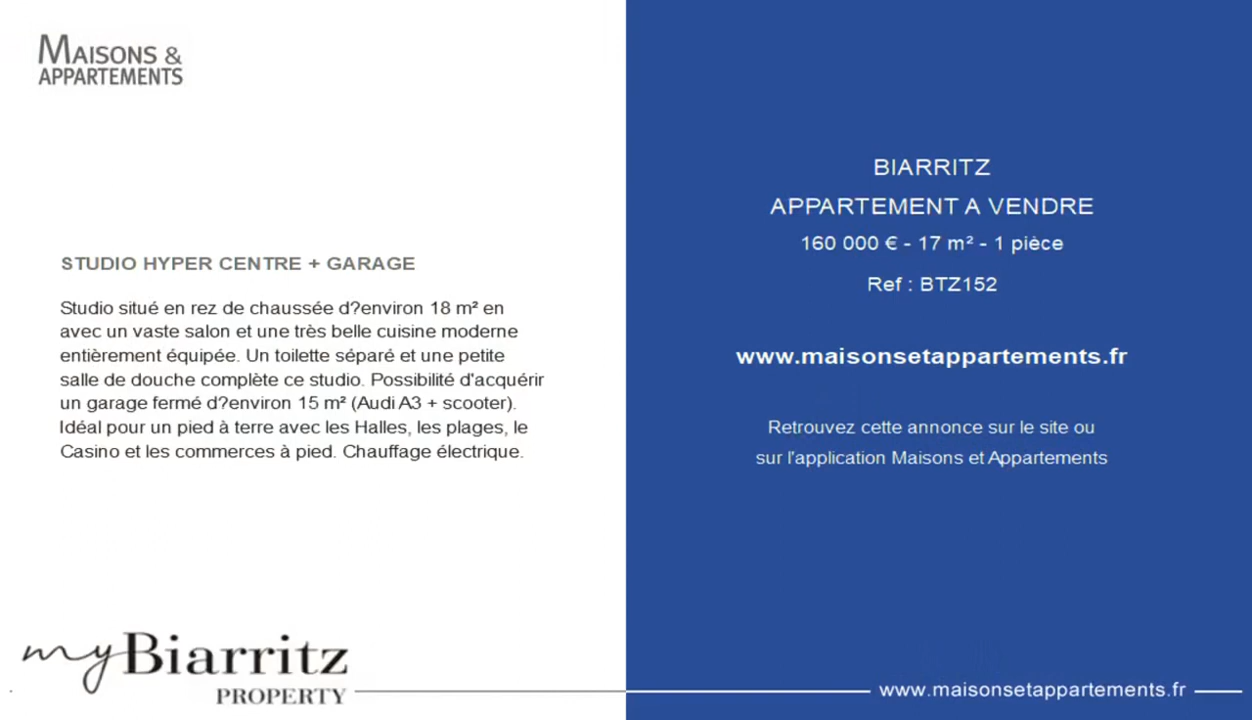 MAISONS &
APPARTEMENTS
STUDIO HYPER CENTRE + GARAGE
Studio situé en rez de chaussée d?environ 18 m² en
avec un vaste salon et une très belle cuisine moderne
entièrement équipée. Un toilette séparé et une petite
salle de douche complète ce studio. Possibilité d'acquérir
un garage fermé d?environ 15 m² (Audi A3 + scooter).
Idéal pour un pied à terre avec les Halles, les plages, le
Casino et les commerces à pied. Chauffage électrique.
my Biarritz
PROPERTY
BIARRITZ
APPARTEMENT A VENDRE
160 000 € - 17 m² - 1 pièce
Ref : BTZ152
www.maisonsetappartements.fr
Retrouvez cette annonce sur le site ou
sur l'application Maisons et Appartements
www.maisonsetappartements.fr